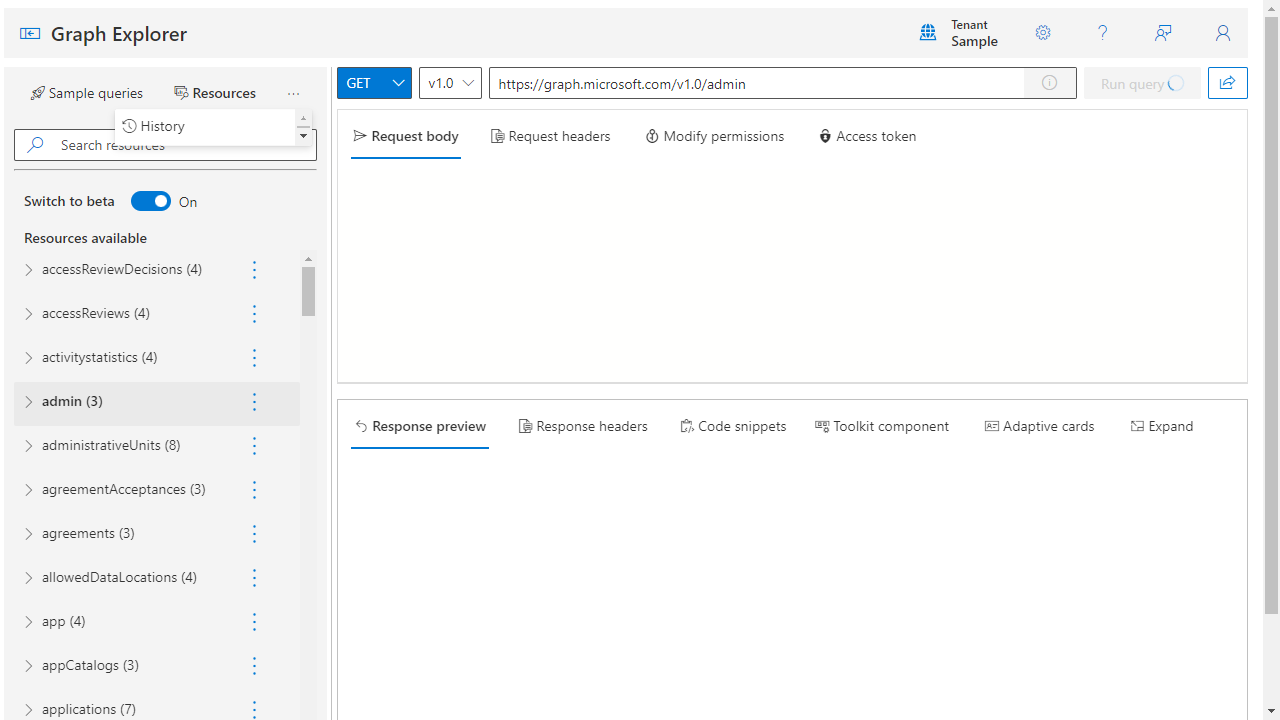 Graph Explorer
Tenant
Sample
Sample queries
Resources
History
Search resources
Switch to beta
On
Resources available
accessReviewDecisions (4)
accessReviews (4)
activitystatistics (4)
admin (3)
administrativeUnits (8)
agreementAcceptances (3)
agreements (3)
allowedDataLocations (4)
app (4)
appCatalogs (3)
applications (7)
GET
v1.0
https://graph.microsoft.com/v1.0/admin
Run query
Request body
Request headers
Modify permissions
Access token
Response preview
Response headers
Code snippets
Toolkit component
Adaptive cards
Expand